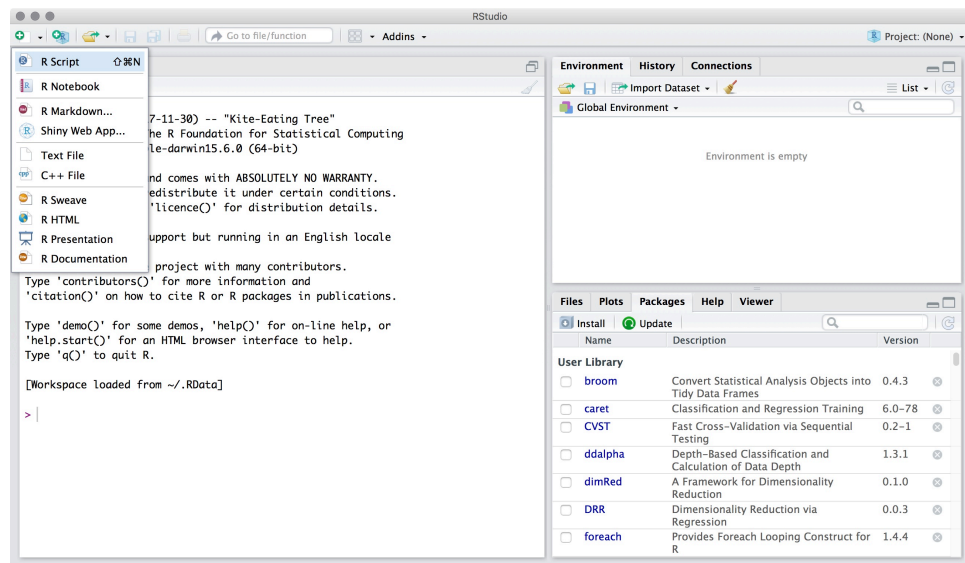 RStudio
Go to file/function
Addins
Project: (None)
R Script ⇧⌘N
R Notebook
R Markdown...
Shiny Web App...
Text File
C++ File
R Sweave
R HTML
R Presentation
R Documentation
7-11-30) -- "Kite-Eating Tree"
he R Foundation for Statistical Computing
le-darwin15.6.0 (64-bit)
nd comes with ABSOLUTELY NO WARRANTY.
edistribute it under certain conditions.
'licence()' for distribution details.
upport but running in an English locale
project with many contributors.
Type 'contributors()' for more information and
'citation()' on how to cite R or R packages in publications.
Type 'demo()' for some demos, 'help()' for on-line help, or
'help.start()' for an HTML browser interface to help.
Type 'q()' to quit R.
[Workspace loaded from ~/.RData]
>
Environment History Connections
Import Dataset List
Global Environment
Environment is empty
Files Plots Packages Help Viewer
Install Update
Name Description Version
User Library
broom Convert Statistical Analysis Objects into 0.4.3
Tidy Data Frames
caret Classification and Regression Training 6.0-78
CVST Fast Cross-Validation via Sequential 0.2-1
Testing
ddalpha Depth-Based Classification and 1.3.1
Calculation of Data Depth
dimRed A Framework for Dimensionality 0.1.0
Reduction
DRR Dimensionality Reduction via 0.0.3
Regression
foreach Provides Foreach Looping Construct for 1.4.4
R